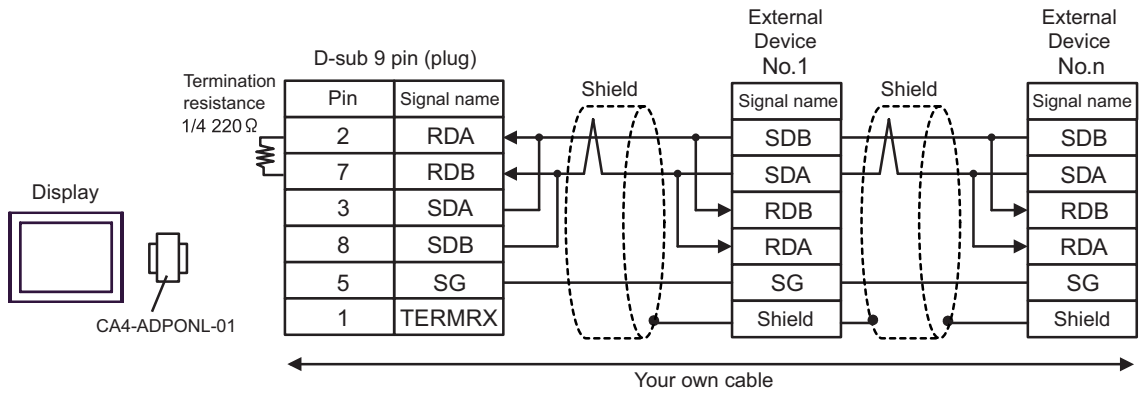 External Device No.1
External Device No.n
D-sub 9 pin (plug)
Termination resistance 1/4 220 Ω
Shield
Shield
Pin Signal name
2 RDA
7 RDB
3 SDA
8 SDB
5 SG
1 TERMRX
Signal name
SDB
SDA
RDB
RDA
SG
Shield
Signal name
SDB
SDA
RDB
RDA
SG
Shield
Display
CA4-ADPONL-01
Your own cable